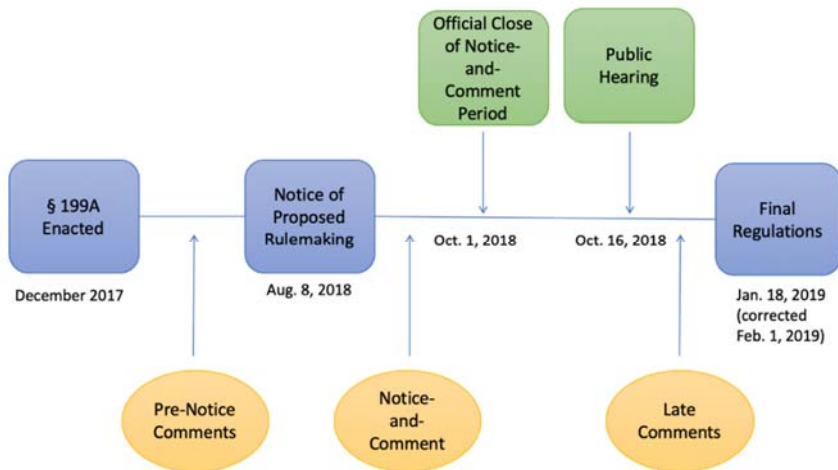 Official Close
of Notice-
and-
Comment
Period
Public
Hearing
§ 199A
Enacted
Notice of
Proposed
Rulemaking
Final
Regulations
Oct. 1, 2018
Oct. 16, 2018
December 2017
Aug. 8, 2018
Jan. 18, 2019
(corrected
Feb. 1, 2019)
Pre-Notice
Comments
Notice-
and-
Comment
Late
Comments